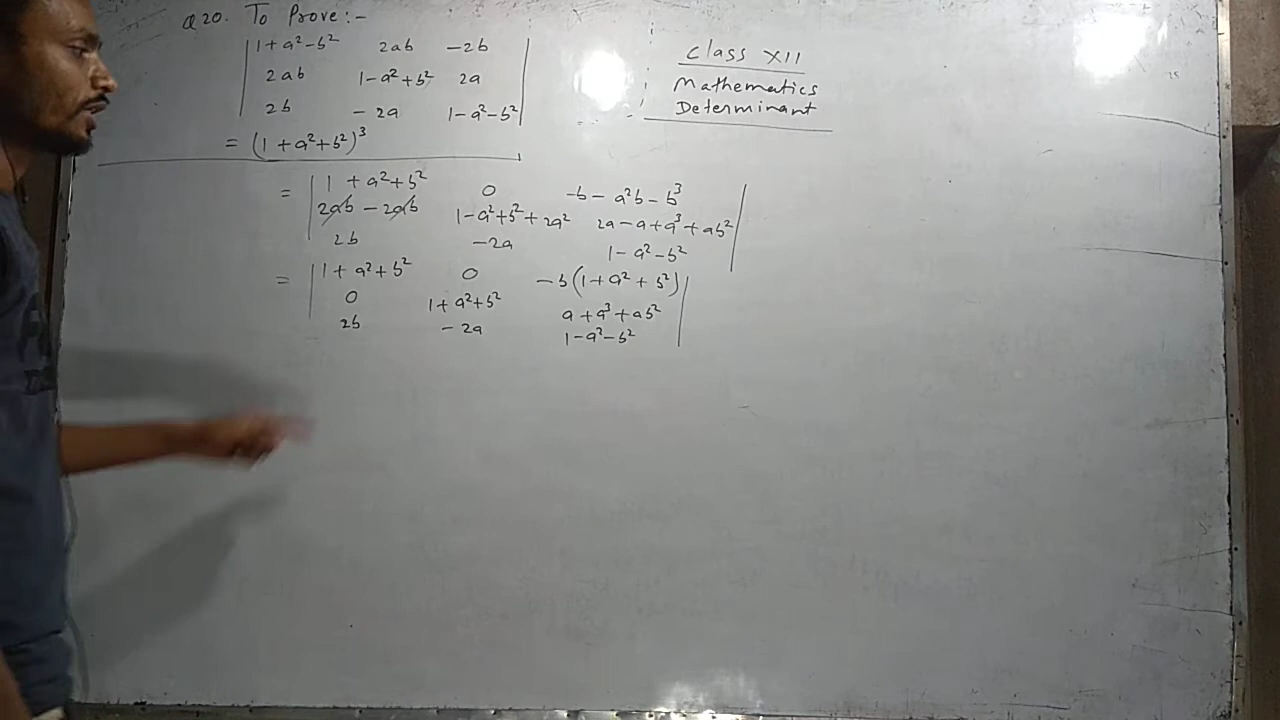 Q20. To Prove:-
| 1+a²-b² 2ab -2b |
| 2ab 1-a²+b² 2a |
| 2b -2a 1-a²-b² |
= (1+a²+b²)³
Class XII
Mathematics
Determinant
= | 1+a²+b² 0 -b-a²b-b³ |
| 2ab-2ab 1-a²+b²+2a² 2a-a+a³+ab² |
| 2b -2a 1-a²-b² |
= | 1+a²+b² 0 -b(1+a²+b²) |
| 0 1+a²+b² a+a³+ab² |
| 2b -2a 1-a²-b² |